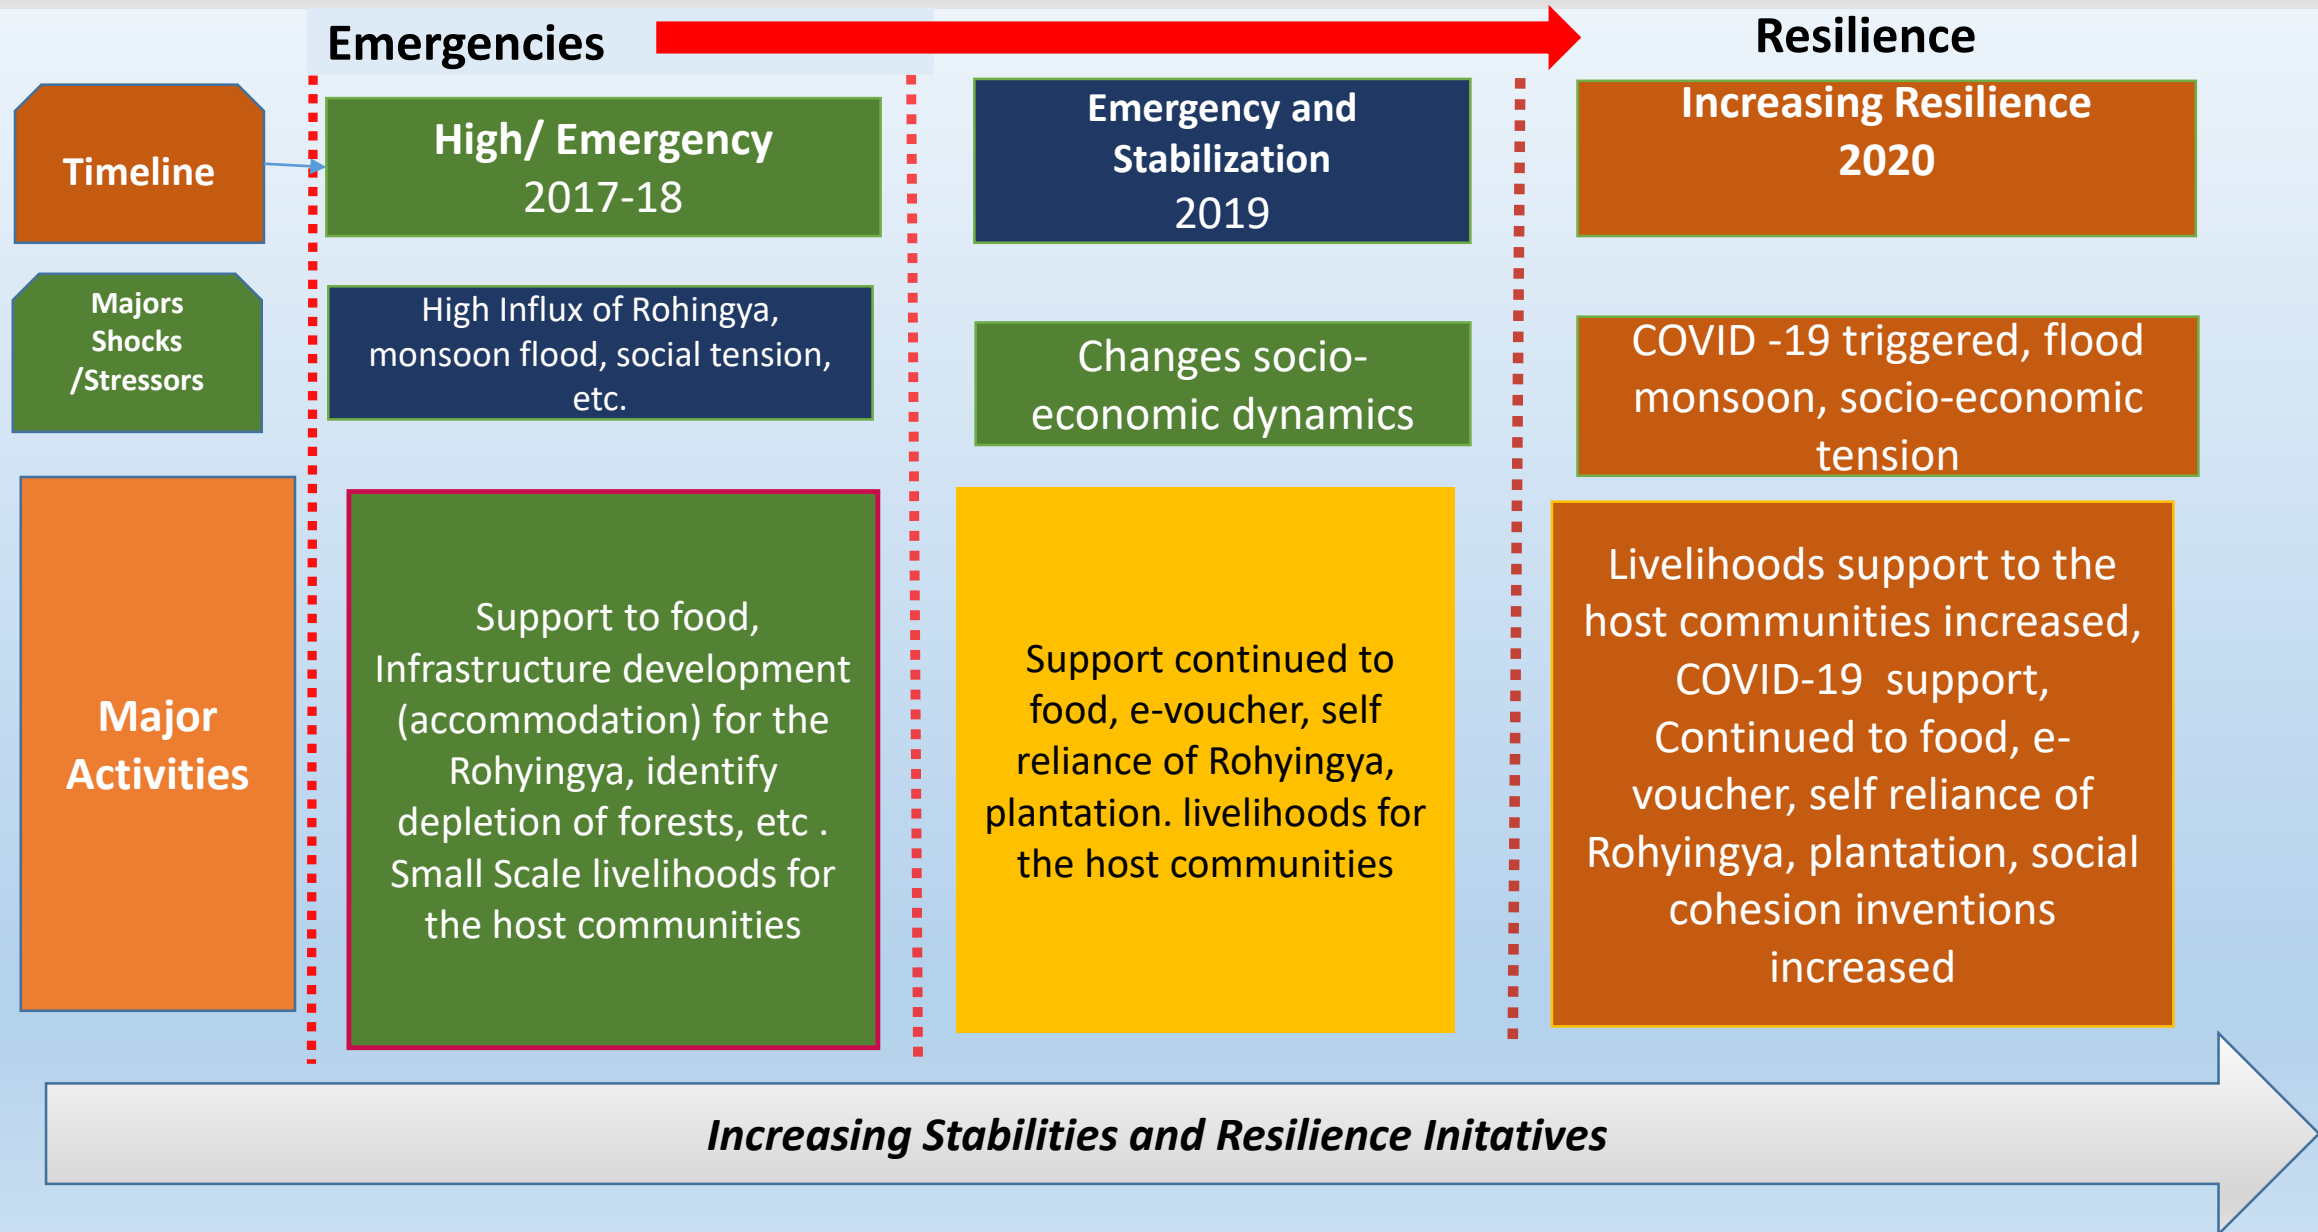 Emergencies
Resilience
Timeline
High/ Emergency
2017-18
Emergency and
Stabilization
2019
Increasing Resilience
2020
Majors
Shocks
/Stressors
High Influx of Rohingya,
monsoon flood, social tension,
etc.
Changes socio-
economic dynamics
COVID -19 triggered, flood
monsoon, socio-economic
tension
Major
Activities
Support to food,
Infrastructure development
(accommodation) for the
Rohyingya, identify
depletion of forests, etc .
Small Scale livelihoods for
the host communities
Support continued to
food, e-voucher, self
reliance of Rohyingya,
plantation. livelihoods for
the host communities
Livelihoods support to the
host communities increased,
COVID-19  support,
Continued to food, e-
voucher, self reliance of
Rohyingya, plantation, social
cohesion inventions
increased
Increasing Stabilities and Resilience Initatives